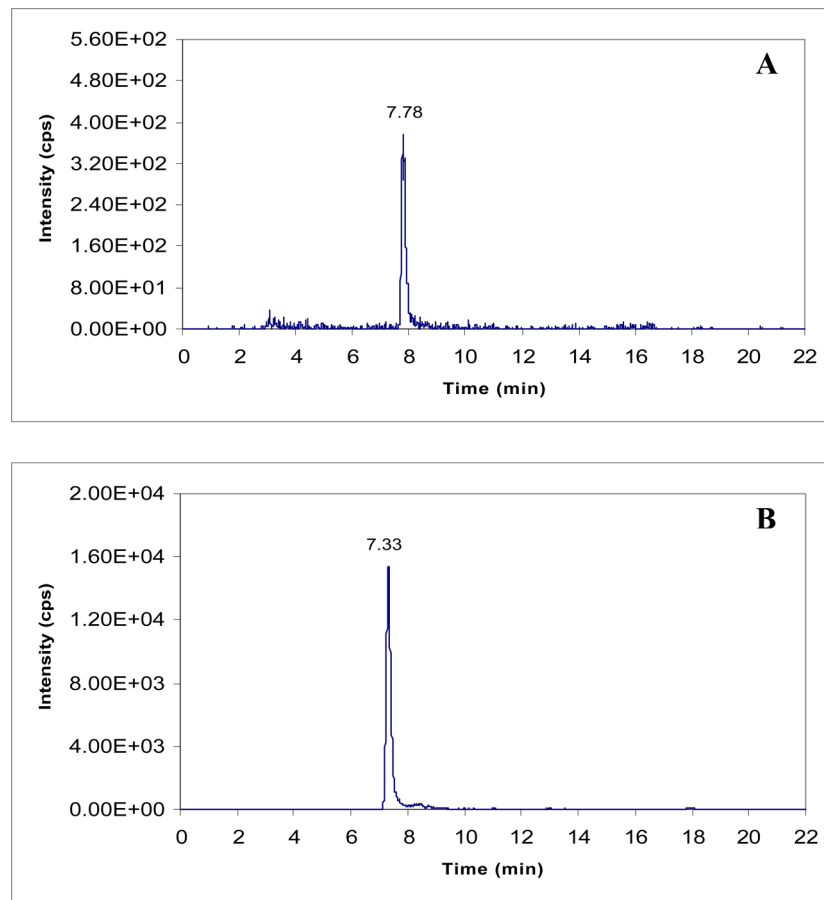 A
7.78
5.60E+02
4.80E+02
4.00E+02
3.20E+02
2.40E+02
1.60E+02
8.00E+01
0.00E+00
Intensity (cps)
0 2 4 6 8 10 12 14 16 18 20 22
Time (min)
B
7.33
2.00E+04
1.60E+04
1.20E+04
8.00E+03
4.00E+03
0.00E+00
Intensity (cps)
0 2 4 6 8 10 12 14 16 18 20 22
Time (min)